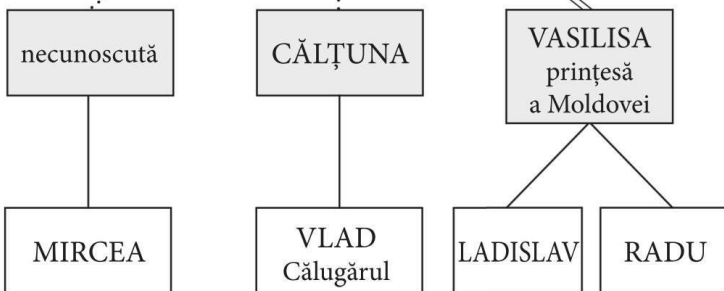 necunoscută
CĂLȚUNA
VASILISA
prințesă
a Moldovei
MIRCEA
VLAD
Călugărul
LADISLAV
RADU